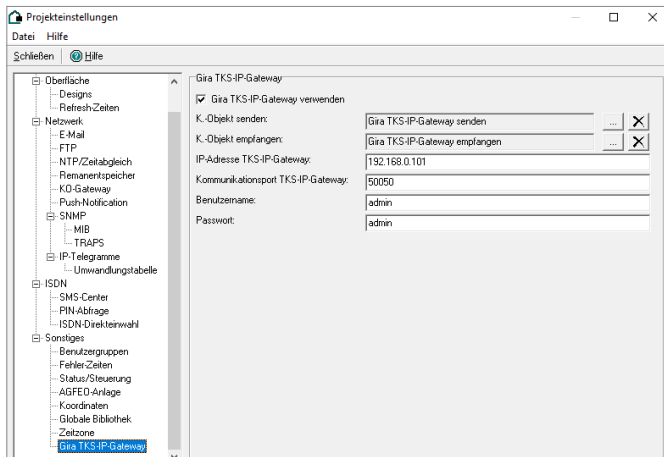 Projekteinstellungen
Datei Hilfe
Schließen Hilfe
Oberfläche
Designs
Refresh-Zeiten
Netzwerk
E-Mail
FTP
NTP/Zeitabgleich
Remanentspeicher
KO-Gateway
Push-Notification
SNMP
MIB
TRAPS
IP-Telegramme
Umwandlungstabelle
ISDN
SMS-Center
PIN-Abfrage
ISDN-Direkteinwahl
Sonstiges
Benutzergruppen
Fehler-Zeiten
Status/Steuerung
AGFEO-Anlage
Koordinaten
Globale Bibliothek
Zeitzone
Gira TKS-IP-Gateway
Gira TKS-IP-Gateway
Gira TKS-IP-Gateway verwenden
K.-Objekt senden: Gira TKS-IP-Gateway senden ...
K.-Objekt empfangen: Gira TKS-IP-Gateway empfangen ...
IP-Adresse TKS-IP-Gateway: 192.168.0.101
Kommunikationsport TKS-IP-Gateway: 50050
Benutzername: admin
Passwort: admin